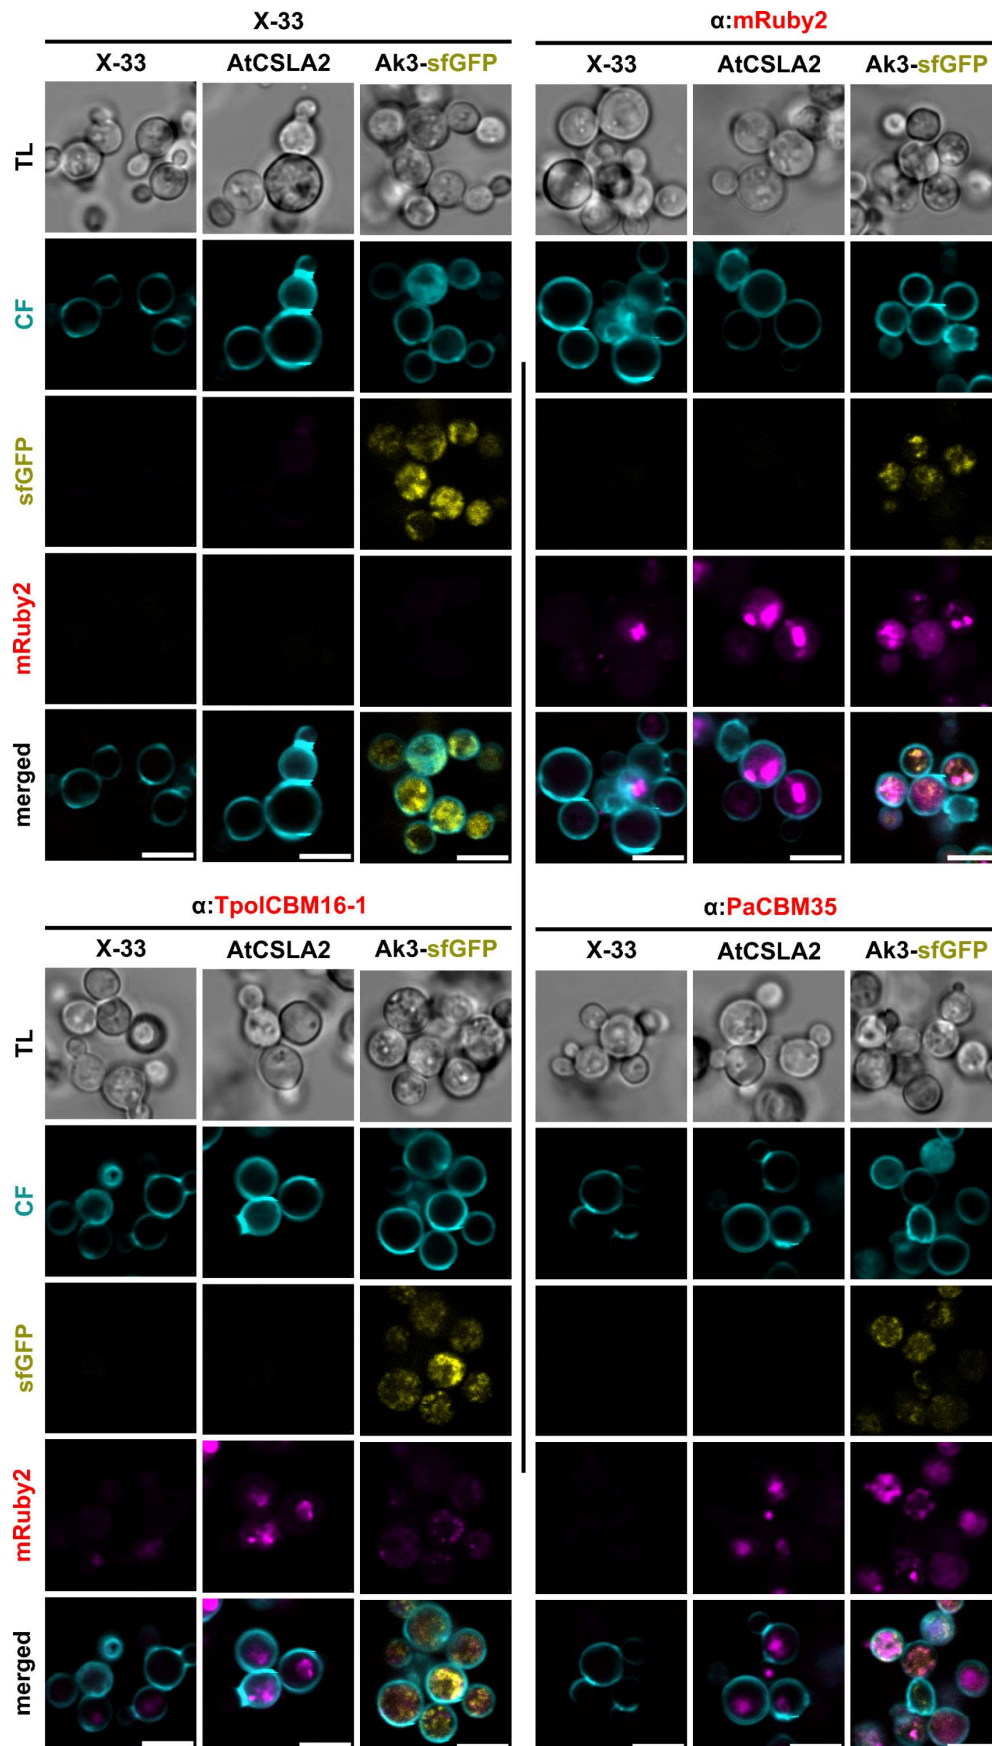 X-33 α:mRuby2
X-33 AtCSLA2 Ak3-sfGFP X-33 AtCSLA2 Ak3-sfGFP
TL
CF
sfGFP
mRuby2
merged
α:TpolCBM16-1 α:PaCBM35
X-33 AtCSLA2 Ak3-sfGFP X-33 AtCSLA2 Ak3-sfGFP
TL
CF
sfGFP
mRuby2
merged